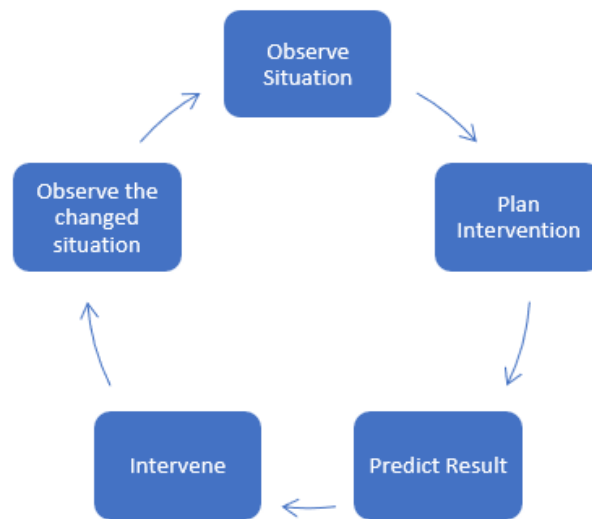 Observe
Situation
Plan
Intervention
Predict Result
Intervene
Observe the
changed
situation